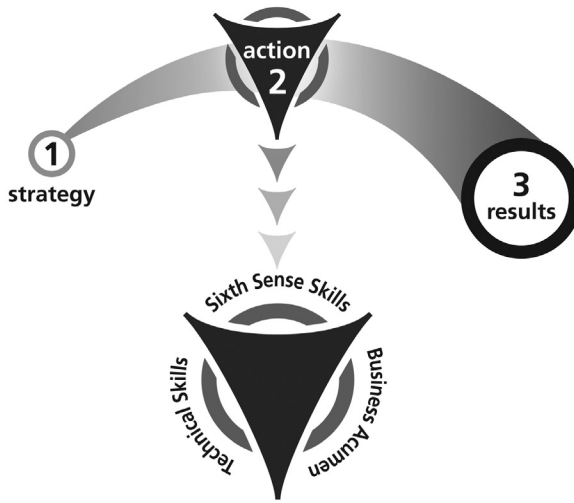 action
2
1
strategy
3
results
Sixth Sense Skills
Technical Skills
Business Acumen